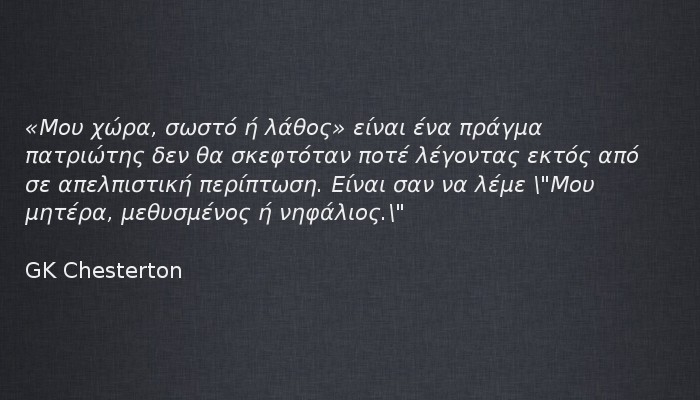 «Μου χώρα, σωστό ή λάθος» είναι ένα πράγμα
πατριώτης δεν θα σκεφτόταν ποτέ λέγοντας εκτός από
σε απελπιστική περίπτωση. Είναι σαν να λέμε \"Μου
μητέρα, μεθυσμένος ή νηφάλιος.\"
GK Chesterton